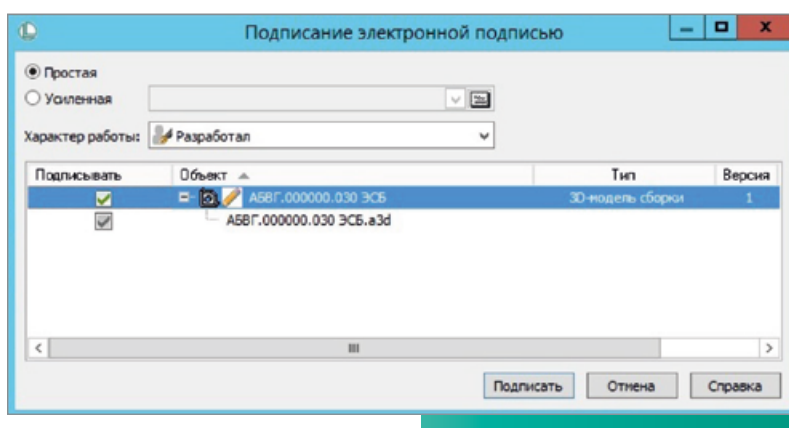 Подписание электронной подписью
Простая
Усиленная
Характер работы: Разработал
Подписывать Объект Тип Версия
АБВГ.000000.030 ЭСБ 3D-модель сборки 1
АБВГ.000000.030 ЭСБ.a3d
Подписать Отмена Справка